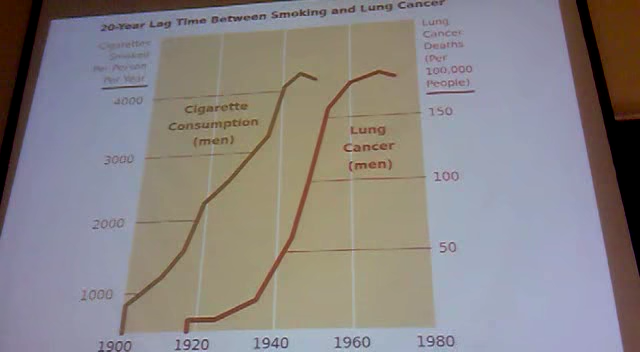 20-Year Lag Time Between Smoking and Lung Cancer
Cigarettes
Smoked
Per Person
Per Year
Lung
Cancer
Deaths
(Per
100,000
People)
4000
3000
2000
1000
Cigarette
Consumption
(men)
Lung
Cancer
(men)
150
100
50
1900 1920 1940 1960 1980